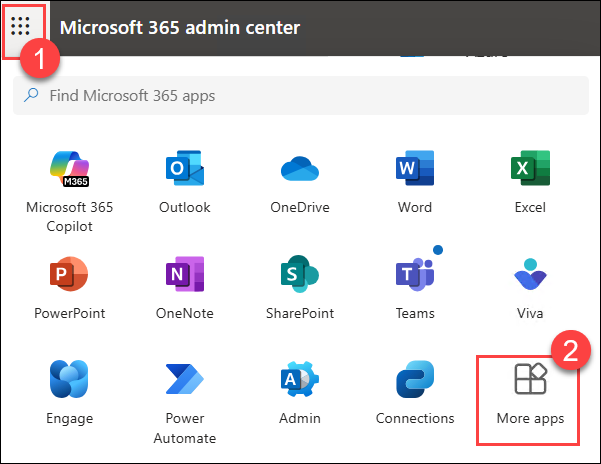 Microsoft 365 admin center
1
Find Microsoft 365 apps
M365
Microsoft 365
Copilot
Outlook
OneDrive
W
Word
X
Excel
P
PowerPoint
N
OneNote
S
SharePoint
T
Teams
Viva
2
Engage
Power
Automate
A
Admin
Connections
More apps